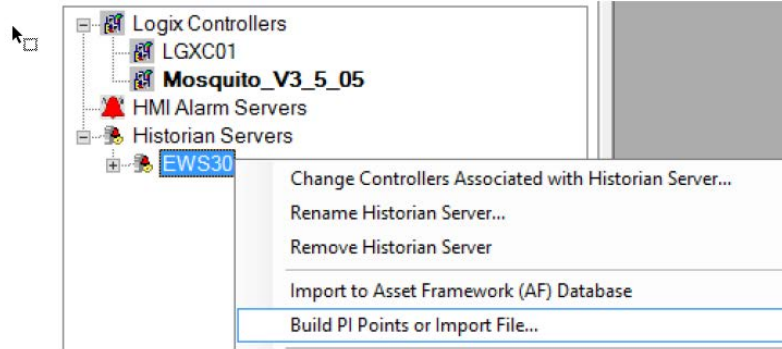 Logix Controllers
LGXC01
Mosquito_V3_5_05
HMI Alarm Servers
Historian Servers
EWS30
Change Controllers Associated with Historian Server...
Rename Historian Server...
Remove Historian Server
Import to Asset Framework (AF) Database
Build PI Points or Import File...